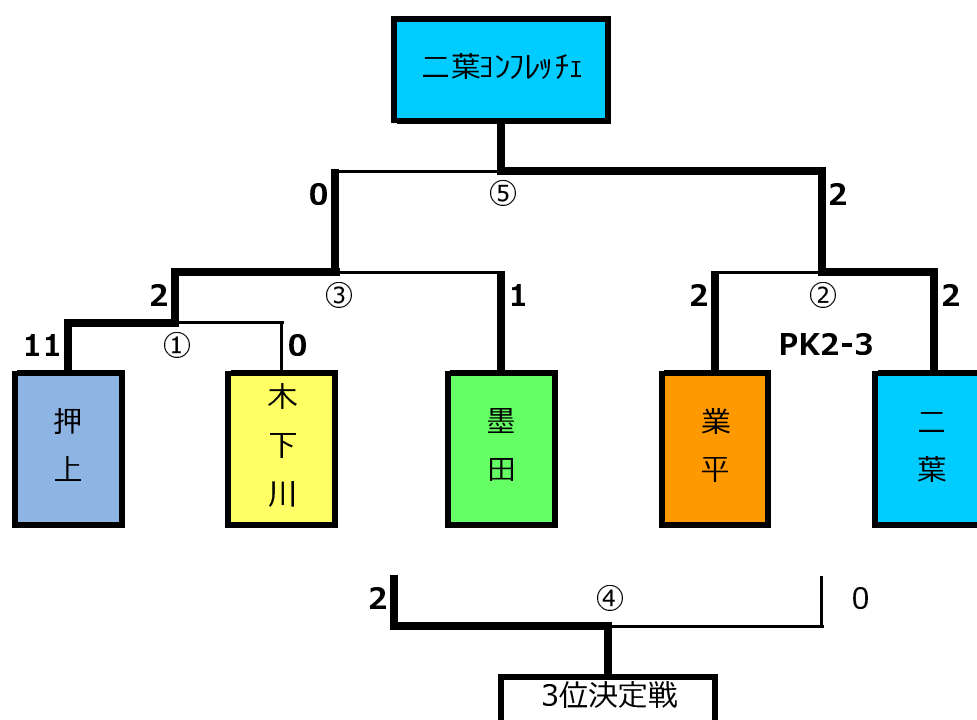 二葉ﾖﾝﾌﾚｯﾁｪ
0 ⑤ 2
2 ③ 1 2 ② 2
11 ① 0 PK2-3
押上 木下川 墨田 業平 二葉
2 ④ 0
3位決定戦